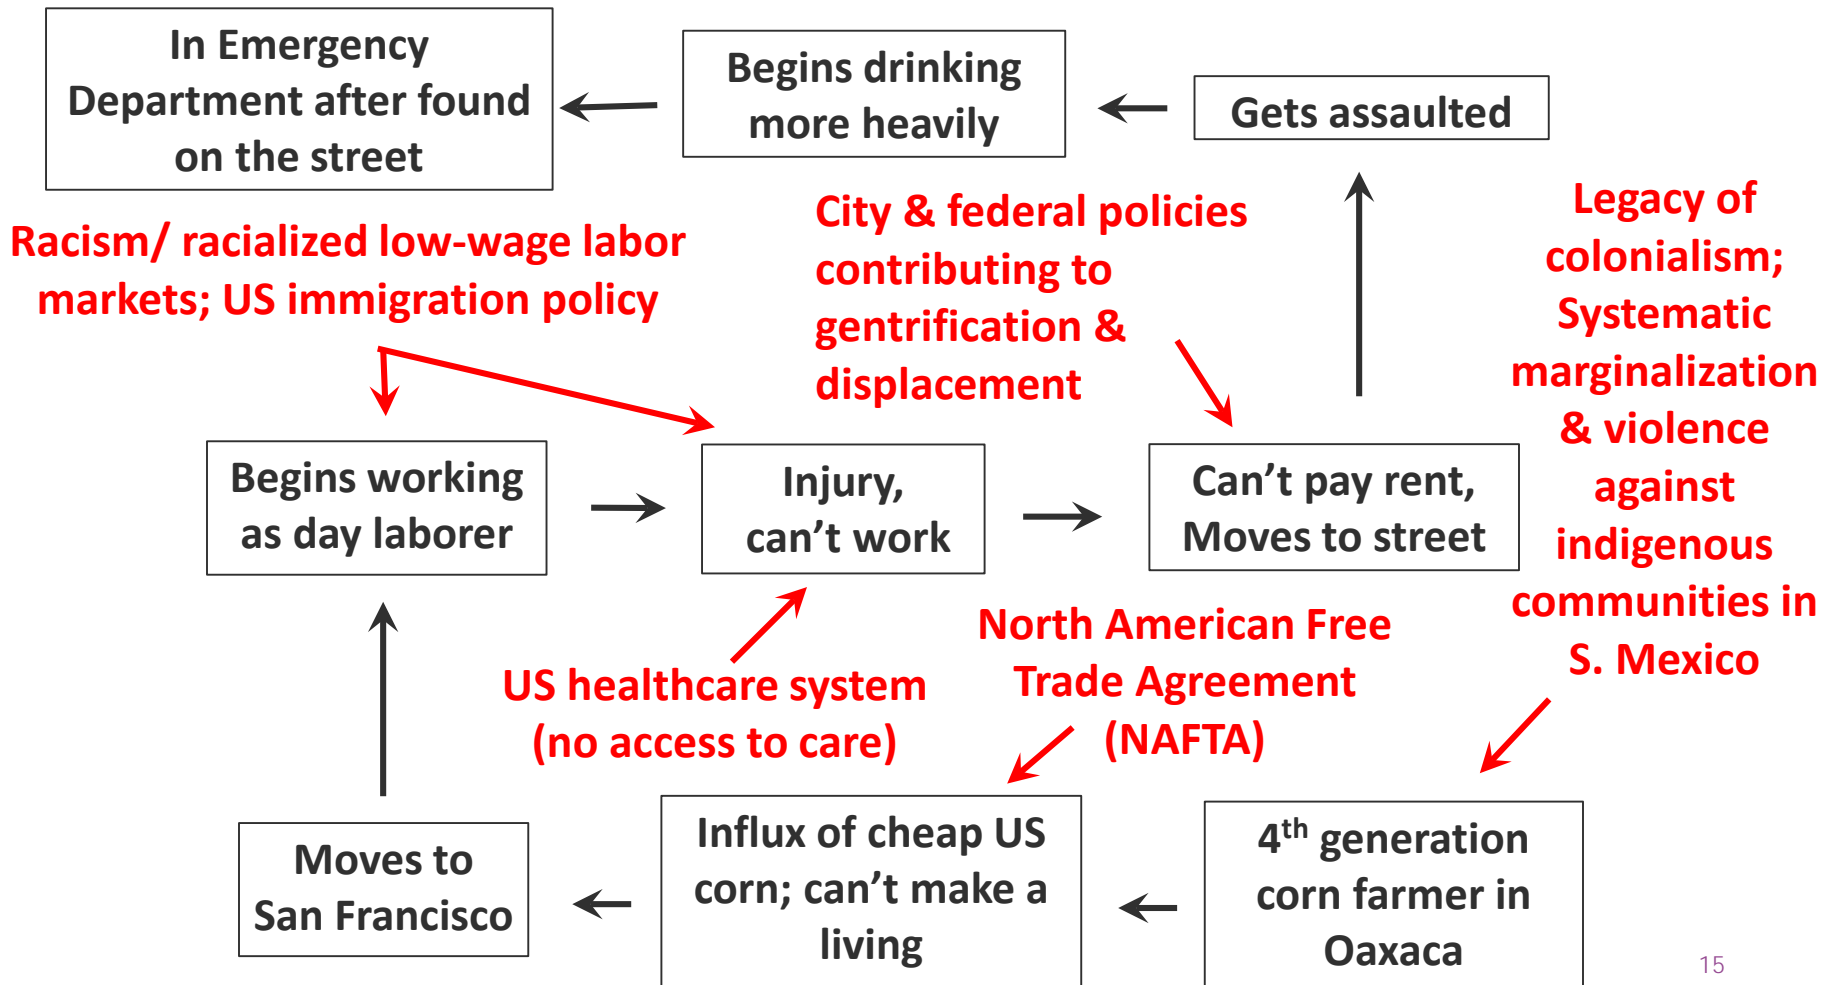 In Emergency
Department after found
on the street
Begins drinking
more heavily
Gets assaulted
Racism/ racialized low-wage labor
markets; US immigration policy
City & federal policies
contributing to
gentrification &
displacement
Legacy of
colonialism;
Systematic
marginalization
& violence
against
indigenous
communities in
S. Mexico
Begins working
as day laborer
Injury,
can’t work
Can’t pay rent,
Moves to street
US healthcare system
(no access to care)
North American Free
Trade Agreement
(NAFTA)
Moves to
San Francisco
Influx of cheap US
corn; can’t make a
living
4th generation
corn farmer in
Oaxaca
15